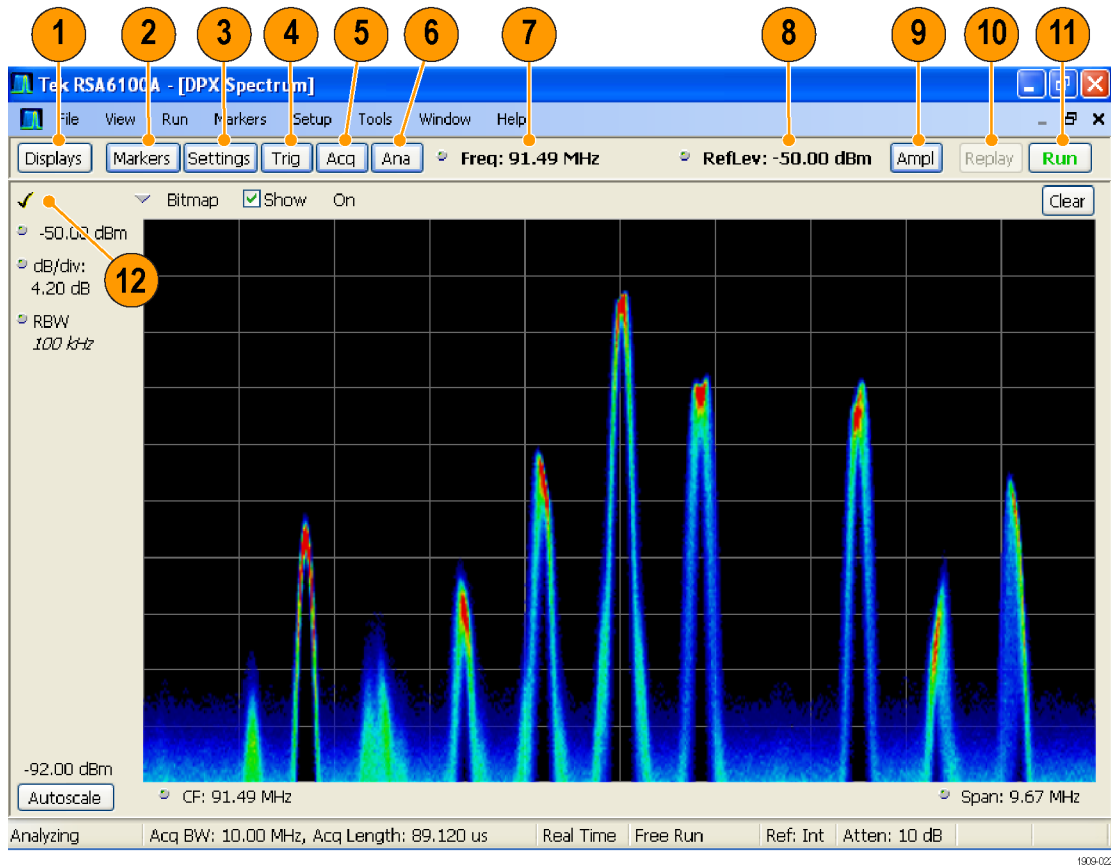 1 2 3 4 5 6 7 8 9 10 11
Tek RSA6100A - [DPX Spectrum]
File View Run Markers Setup Tools Window Help
Displays Markers Settings Trig Acq Ana Freq: 91.49 MHz RefLev: -50.00 dBm Ampl Replay Run
Bitmap Show On Clear
-50.00 dBm
12
dB/div:
4.20 dB
RBW
100 kHz
-92.00 dBm
Autoscale CF: 91.49 MHz Span: 9.67 MHz
Analyzing Acq BW: 10.00 MHz, Acq Length: 89.120 us Real Time Free Run Ref: Int Atten: 10 dB
1909-022